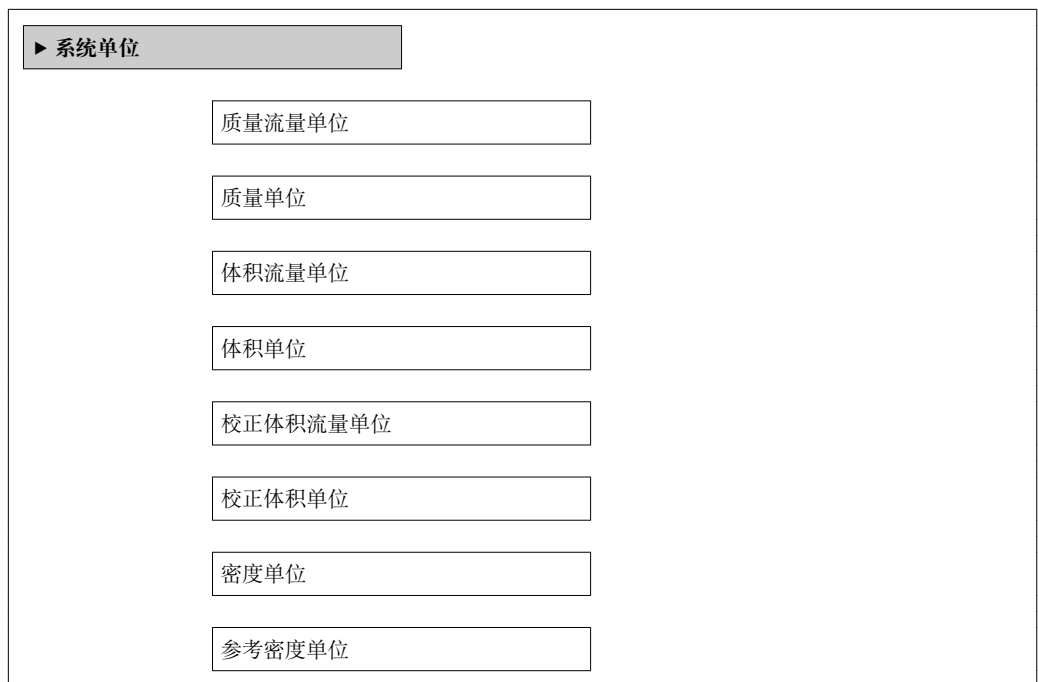 ▶ 系统单位
质量流量单位
质量单位
体积流量单位
体积单位
校正体积流量单位
校正体积单位
密度单位
参考密度单位